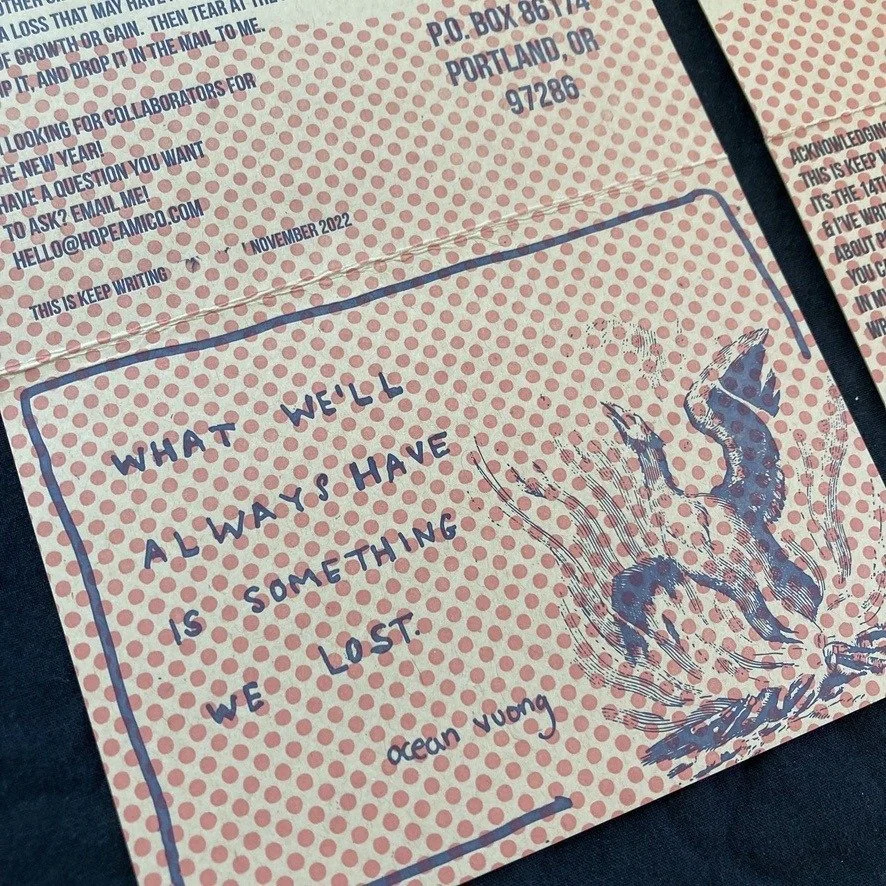 A LOSS THAT MAY HAVE
OF GROWTH OR GAIN. THEN TEAR AT THE
IT, AND DROP IT IN THE MAIL TO ME.
LOOKING FOR COLLABORATORS FOR
THE NEW YEAR!
HAVE A QUESTION YOU WANT
TO ASK? EMAIL ME!
HELLO@HOPEAMICO.COM
THIS IS KEEP WRITING NOVEMBER 2022
P.O. BOX 86174
PORTLAND, OR
97286
WHAT WE'LL
ALWAYS HAVE
IS SOMETHING
WE LOST.
ocean vuong
ACKNOWLEDGING
THIS IS KEEP
ITS THE 14TH
& I'VE
ABOUT
YOU
IN